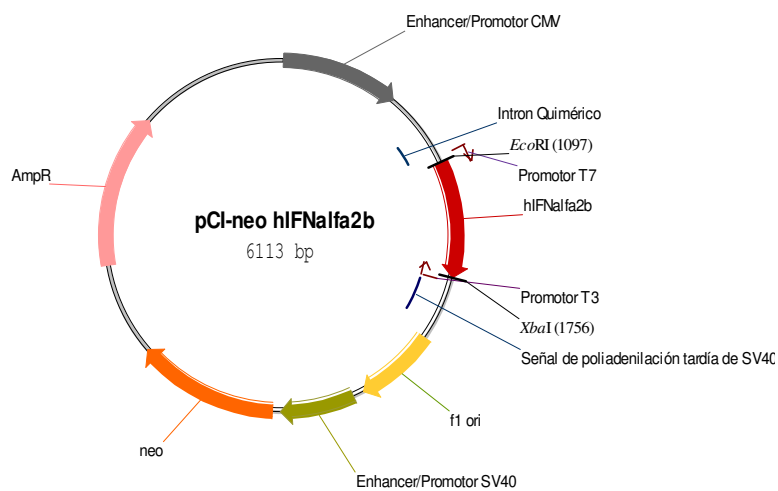 Enhancer/Promotor CMV
Intron Quimérico
EcoRI (1097)
Promotor T7
hIFNalfa2b
AmpR
pCI-neo hIFNalfa2b
6113 bp
Promotor T3
XbaI (1756)
Señal de poliadenilación tardía de SV40
f1 ori
neo
Enhancer/Promotor SV40